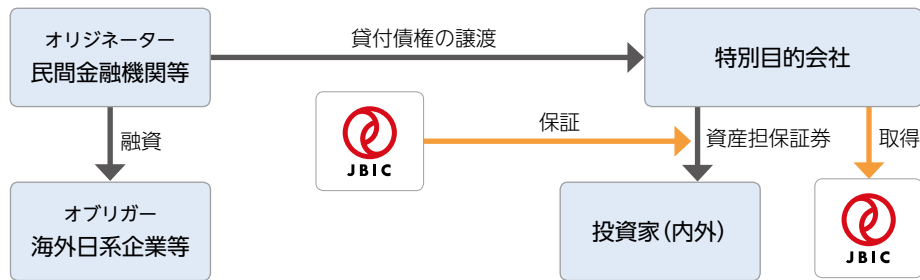 オリジネーター
民間金融機関等
貸付債権の譲渡
特別目的会社
融資
JBIC
保証
資産担保証券
取得
オブリガー
海外日系企業等
投資家(内外)
JBIC